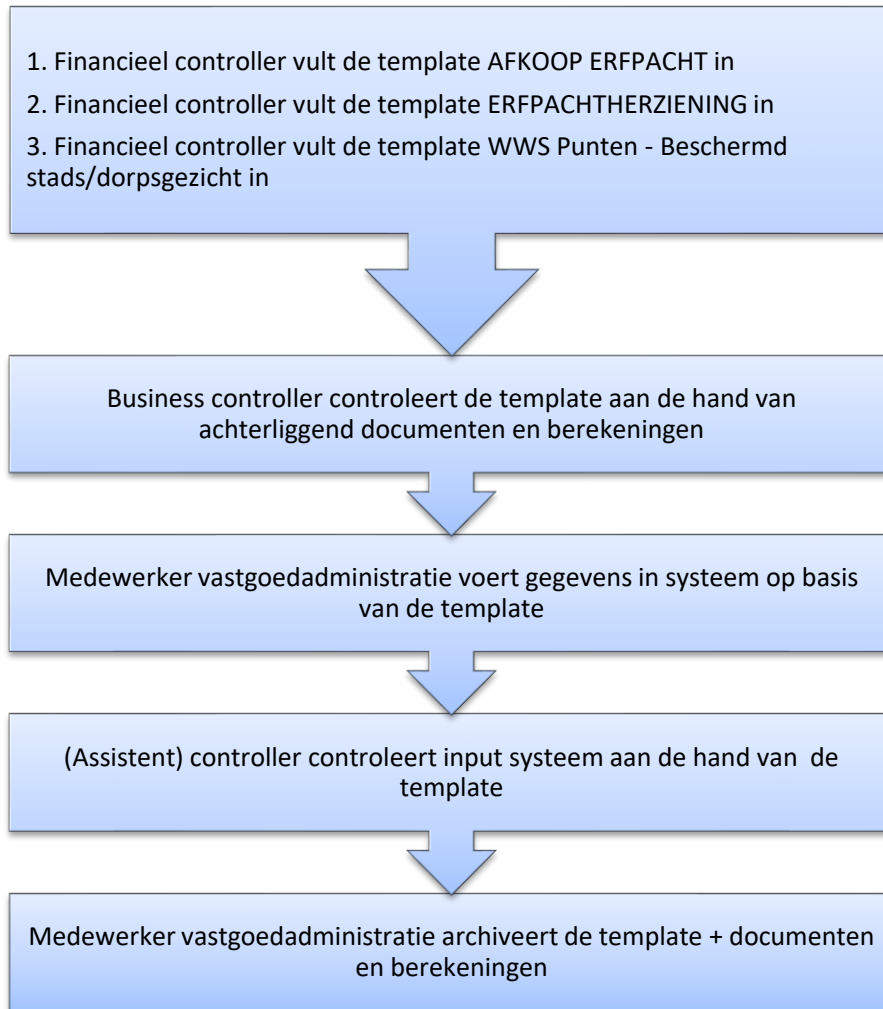 1. Financieel controller vult de template AFKOOP ERFPACHT in
2. Financieel controller vult de template ERFPACHTHERZIENING in
3. Financieel controller vult de template WWS Punten - Beschermd
stads/dorpsgezicht in
Business controller controleert de template aan de hand van
achterliggend documenten en berekeningen
Medewerker vastgoedadministratie voert gegevens in systeem op basis
van de template
(Assistent) controller controleert input systeem aan de hand van de
template
Medewerker vastgoedadministratie archiveert de template + documenten
en berekeningen